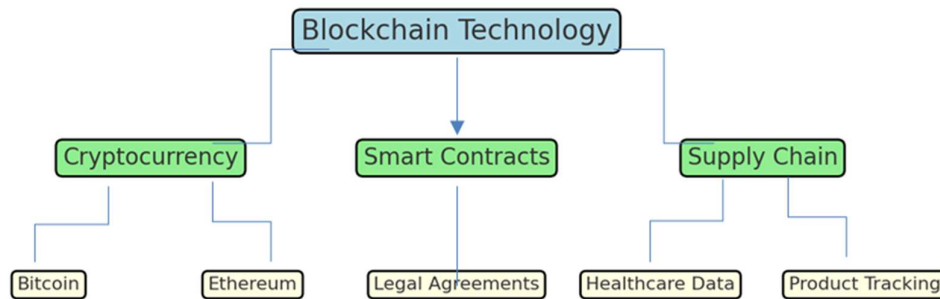 Blockchain Technology
Cryptocurrency
Smart Contracts
Supply Chain
Bitcoin
Ethereum
Legal Agreements
Healthcare Data
Product Tracking